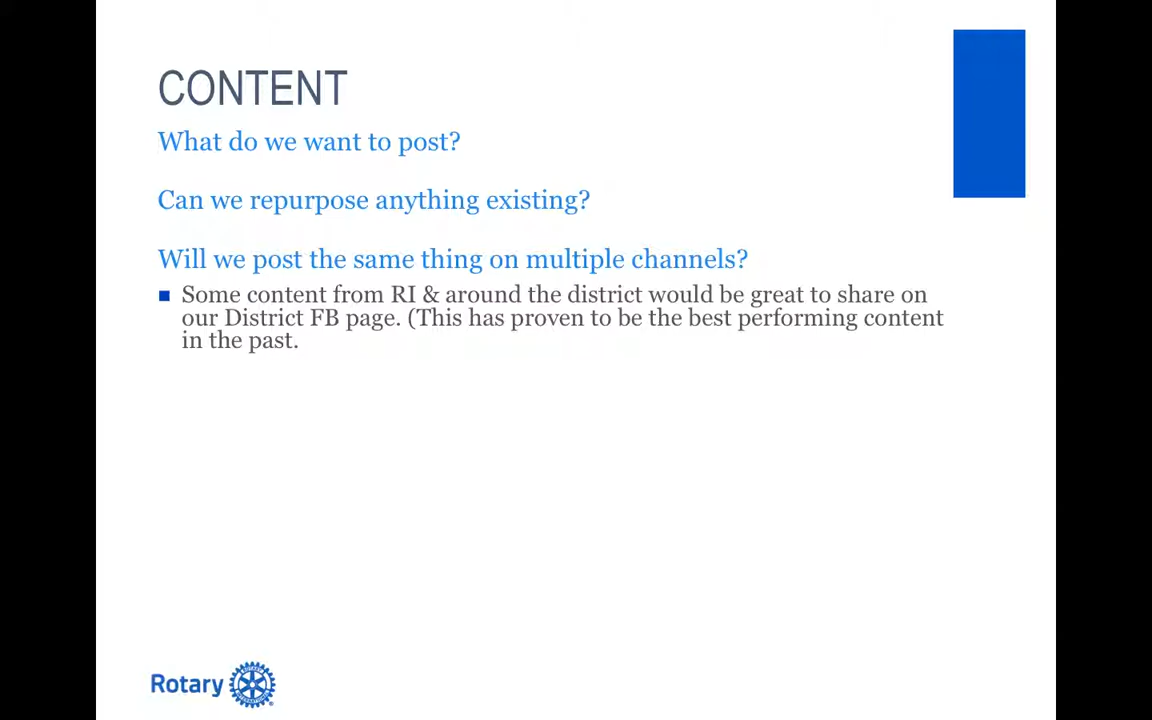 CONTENT
What do we want to post?
Can we repurpose anything existing?
Will we post the same thing on multiple channels?
Some content from RI & around the district would be great to share on
our District FB page. (This has proven to be the best performing content
in the past.
Rotary